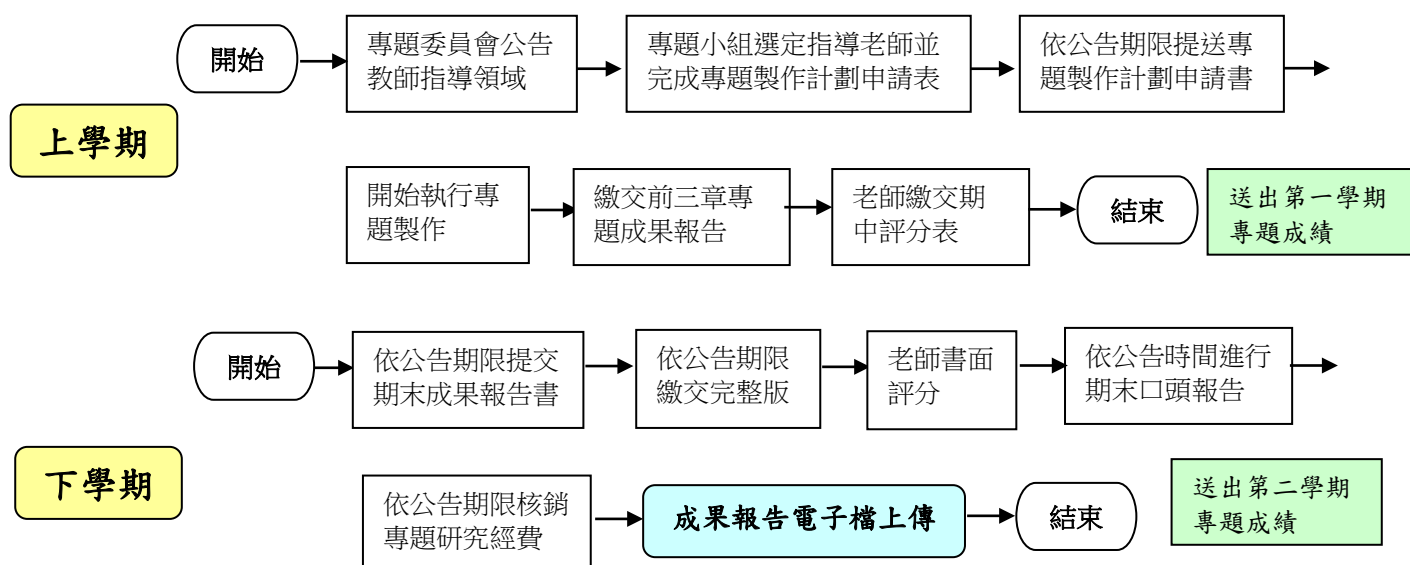 開始
專題委員會公告
教師指導領域
專題小組選定指導老師並
完成專題製作計劃申請表
依公告期限提送專
題製作計劃申請書
上學期
開始執行專
題製作
繳交前三章專
題成果報告
老師繳交期
中評分表
結束
送出第一學期
專題成績
開始
依公告期限提交
期末成果報告書
依公告期限
繳交完整版
老師書面
評分
依公告時間進行
期末口頭報告
下學期
依公告期限核銷
專題研究經費
成果報告電子檔上傳
結束
送出第二學期
專題成績